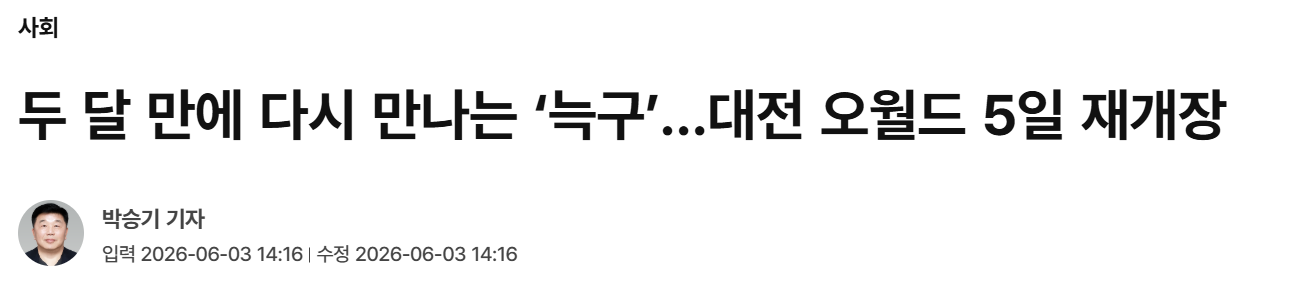 사회
두 달 만에 다시 만나는 ‘늑구’…대전 오월드 5일 재개장
박승기 기자
입력 2026-06-03 14:16 | 수정 2026-06-03 14:16